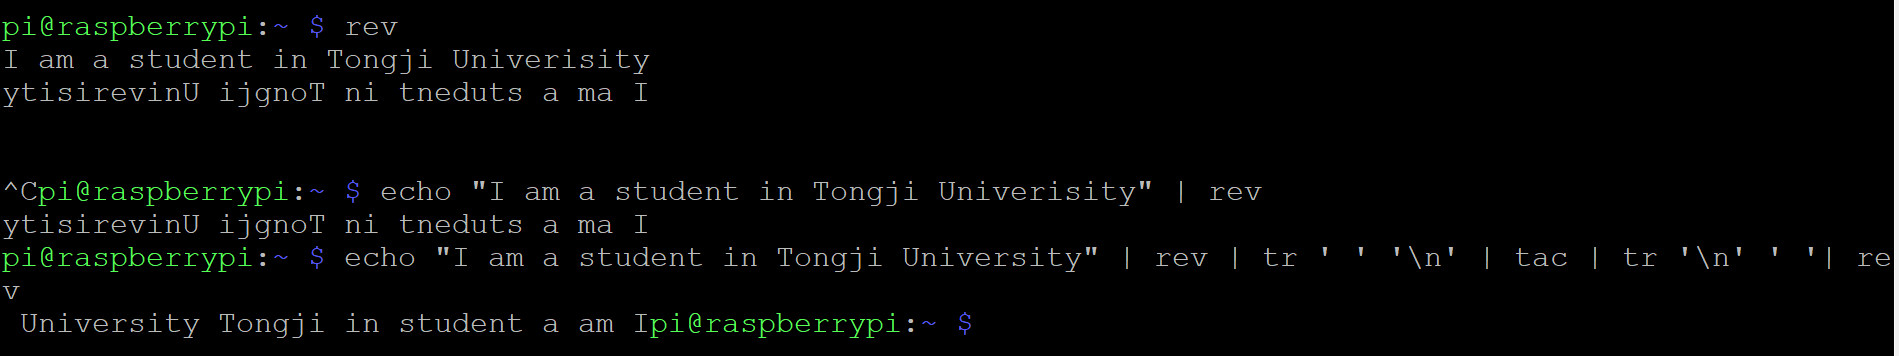 pi@raspberrypi:~ $ rev
I am a student in Tongji Univerisity
ytisirevinU ijgnoT ni tneduts a ma I
^Cpi@raspberrypi:~ $ echo "I am a student in Tongji Univerisity" | rev
ytisirevinU ijgnoT ni tneduts a ma I
pi@raspberrypi:~ $ echo "I am a student in Tongji University" | rev | tr ' ' '\n' | tac | tr '\n' ' '| re
v
 University Tongji in student a am Ipi@raspberrypi:~ $